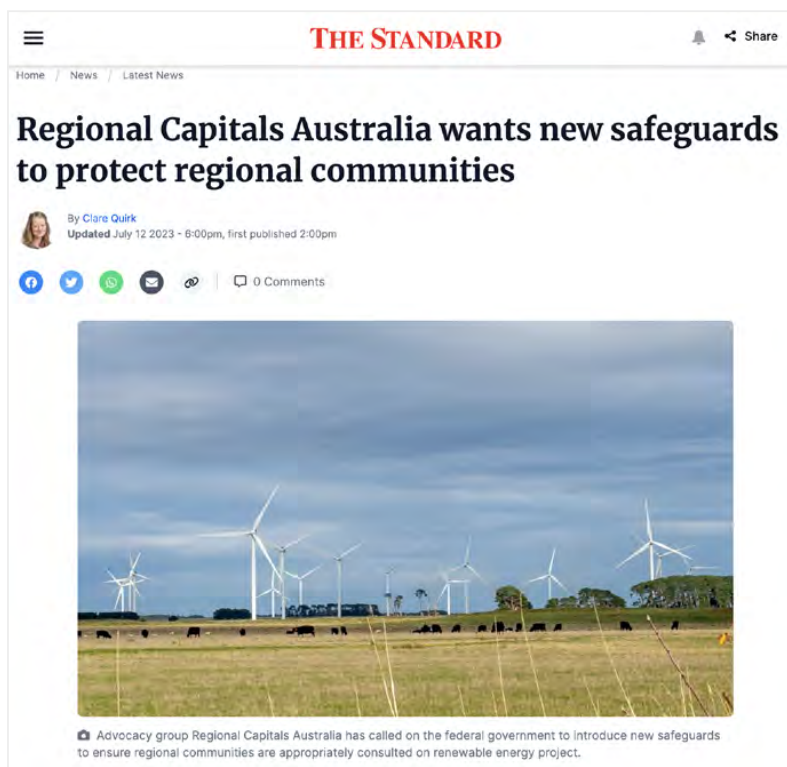 THE STANDARD
Share
Home / News / Latest News
Regional Capitals Australia wants new safeguards
to protect regional communities
By Clare Quirk
Updated July 12 2023 - 6:00pm, first published 2:00pm
0 Comments
Advocacy group Regional Capitals Australia has called on the federal government to introduce new safeguards
to ensure regional communities are appropriately consulted on renewable energy project.